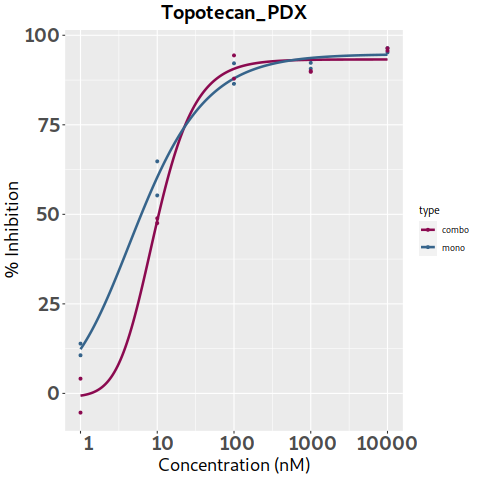 Topotecan_PDX
100
75
50
25
0
% Inhibition
1 10 100 1000 10000
Concentration (nM)
type
combo
mono